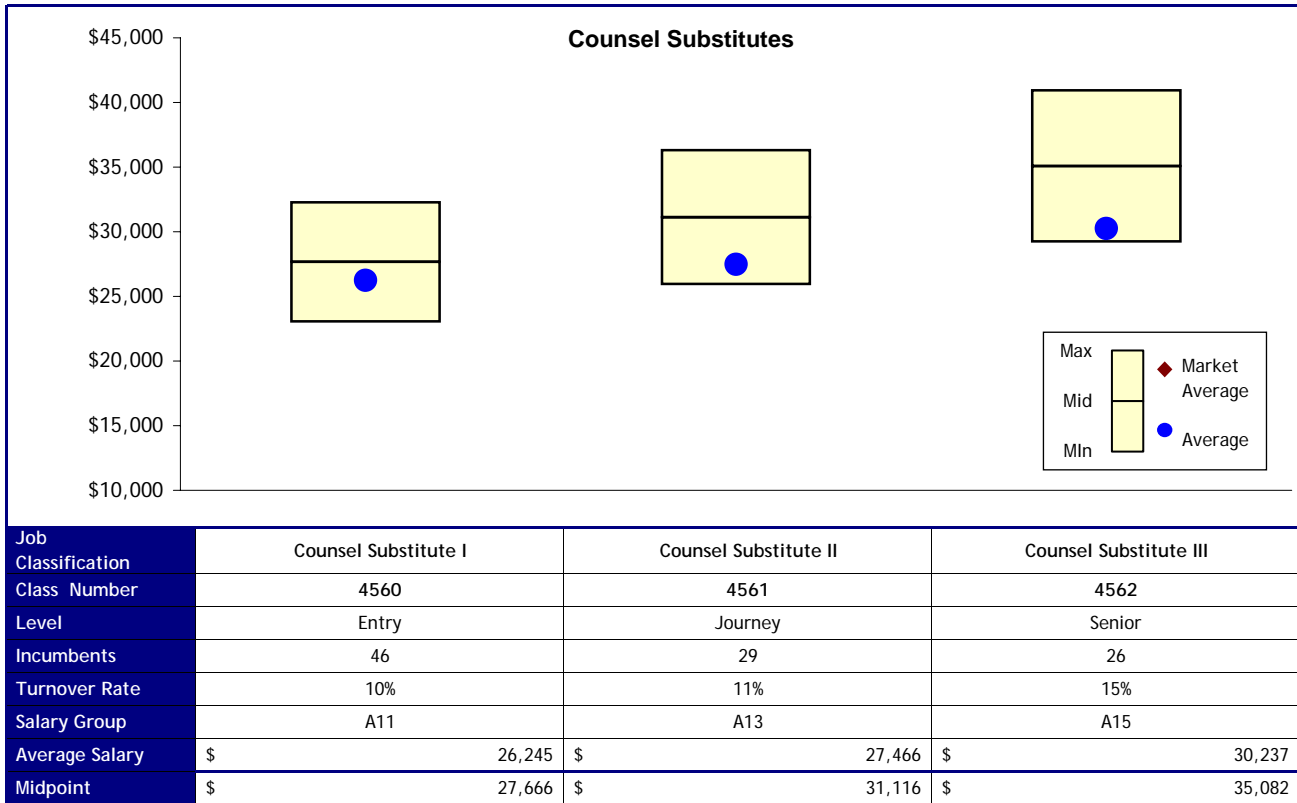 Counsel Substitutes
$45,000
$40,000
$35,000
$30,000
$25,000
$20,000
$15,000
$10,000
Max
Mid
MIn
Market
Average
Average
Job
Classification
Counsel Substitute I
Counsel Substitute II
Counsel Substitute III
Class Number 4560 4561 4562
Level Entry Journey Senior
Incumbents 46 29 26
Turnover Rate 10% 11% 15%
Salary Group A11 A13 A15
Average Salary $ 26,245 $ 27,466 $ 30,237
Midpoint $ 27,666 $ 31,116 $ 35,082